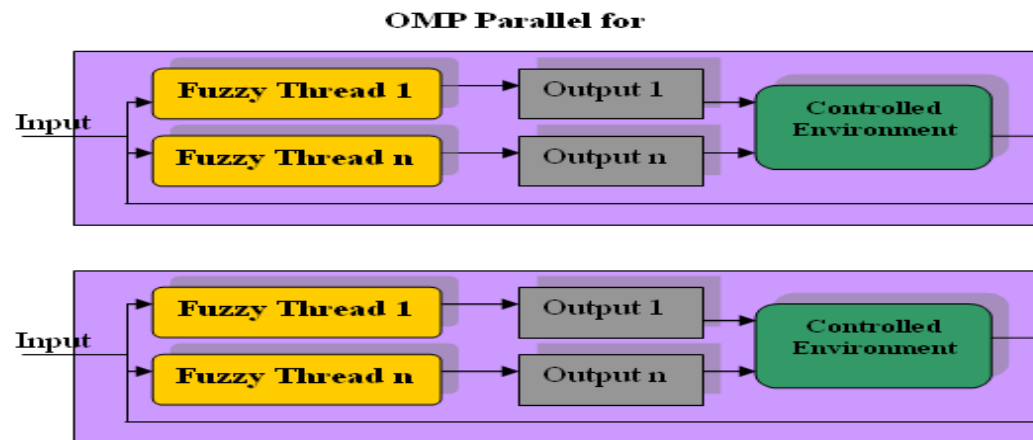 OMP Parallel for
Fuzzy Thread 1
Output 1
Controlled
Environment
Input
Fuzzy Thread n
Output n
Fuzzy Thread 1
Output 1
Controlled
Environment
Input
Fuzzy Thread n
Output n